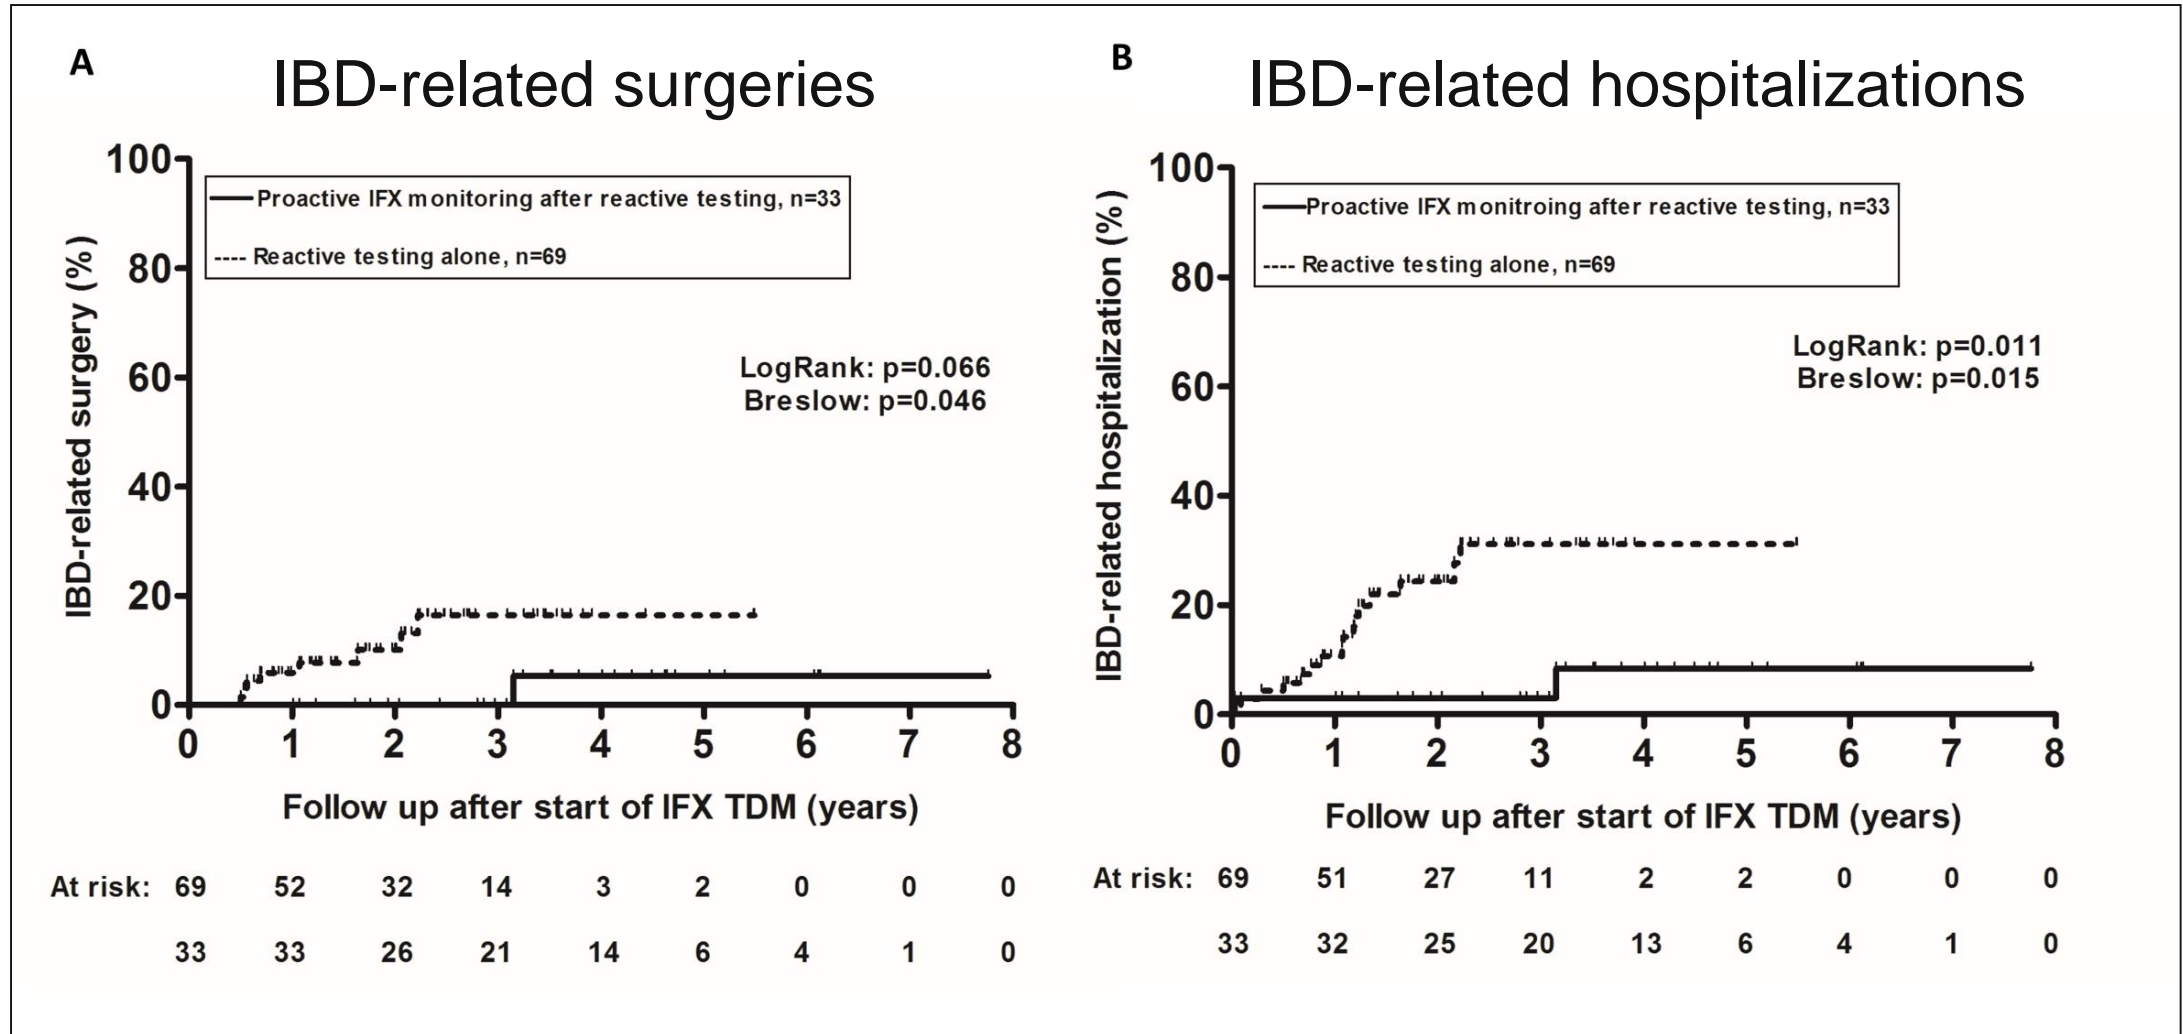 A
IBD-related surgeries
100
80
60
40
20
0
IBD-related surgery (%)
Proactive IFX monitoring after reactive testing, n=33
---- Reactive testing alone, n=69
LogRank: p=0.066
Breslow: p=0.046
0 1 2 3 4 5 6 7 8
Follow up after start of IFX TDM (years)
At risk: 69 52 32 14 3 2 0 0 0
33 33 26 21 14 6 4 1 0
B
IBD-related hospitalizations
100
80
60
40
20
0
IBD-related hospitalization (%)
Proactive IFX monitroing after reactive testing, n=33
---- Reactive testing alone, n=69
LogRank: p=0.011
Breslow: p=0.015
0 1 2 3 4 5 6 7 8
Follow up after start of IFX TDM (years)
At risk: 69 51 27 11 2 2 0 0 0
33 32 25 20 13 6 4 1 0